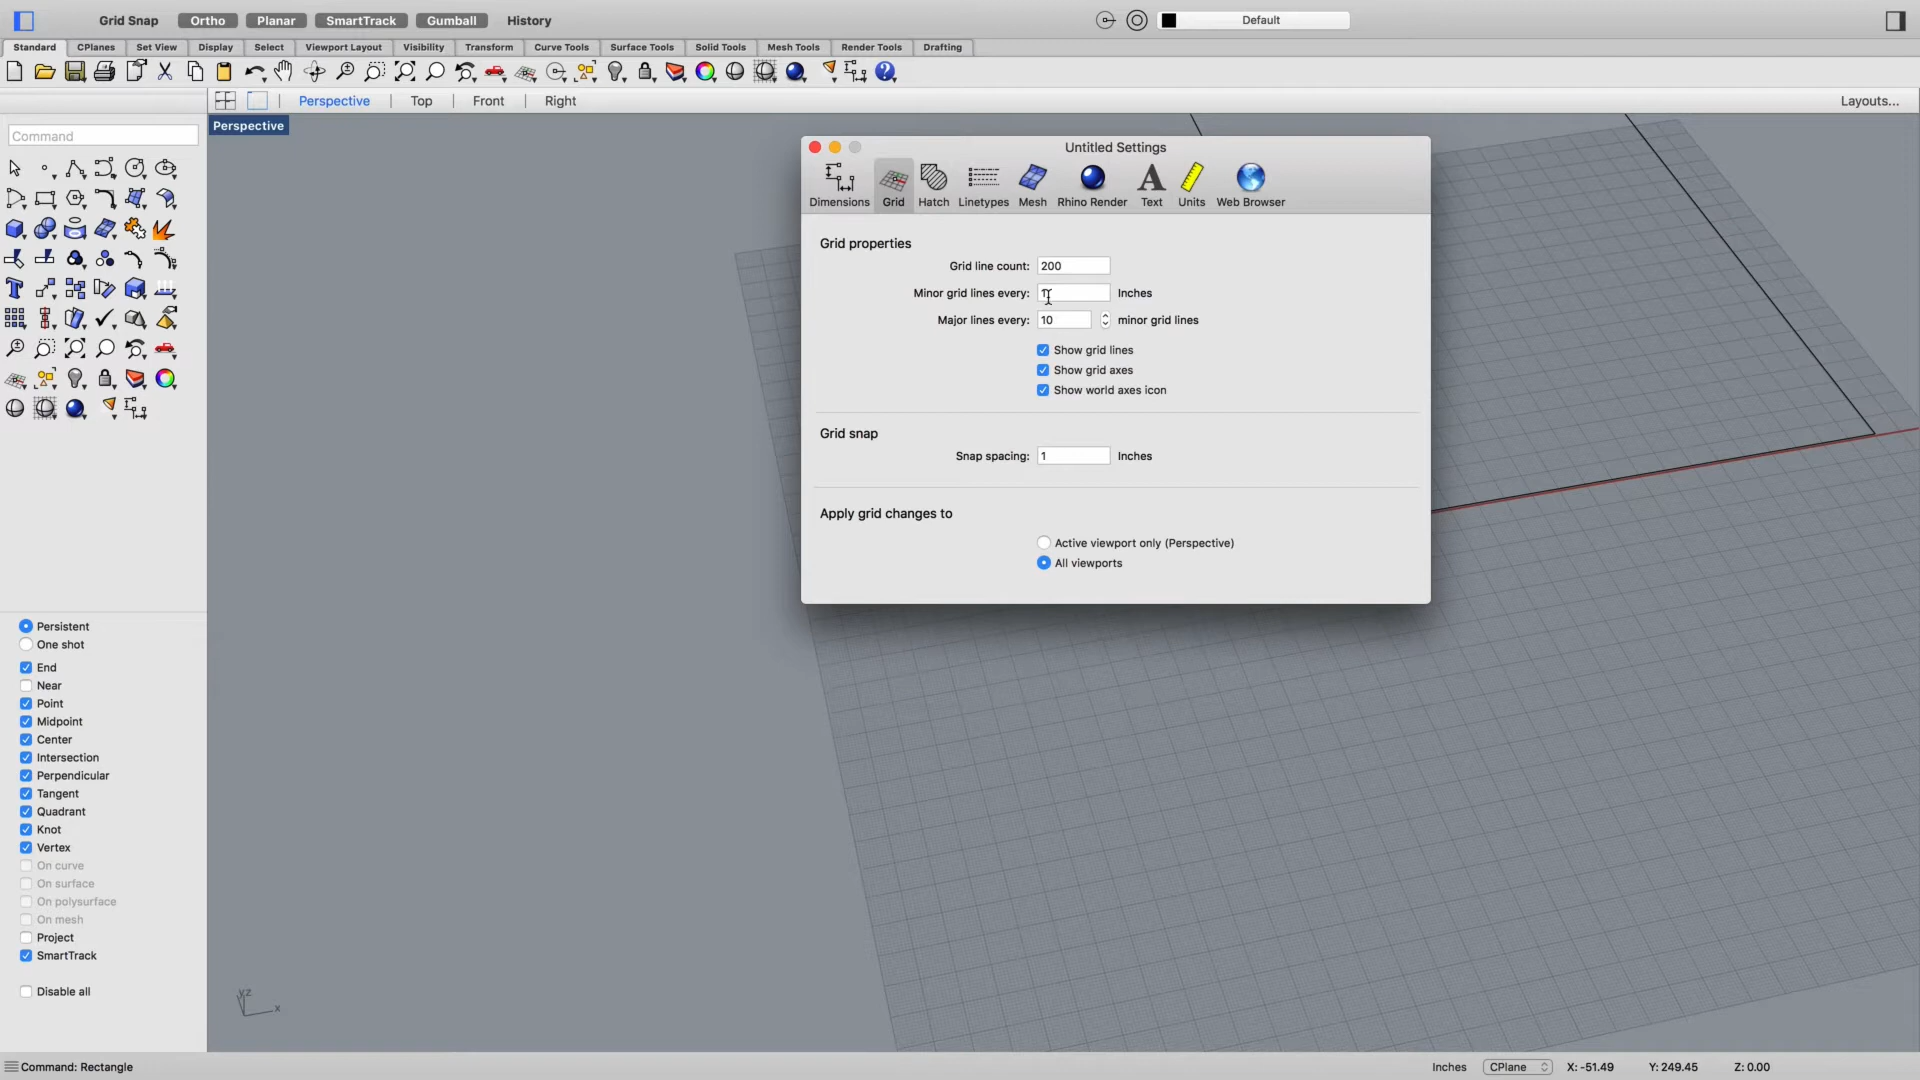 Grid Snap Ortho Planar SmartTrack Gumball History Default
Standard CPlanes Set View Display Select Viewport Layout Visibility Transform Curve Tools Surface Tools Solid Tools Mesh Tools Render Tools Drafting
Perspective Top Front Right Layouts...
Perspective
Command
Untitled Settings
Dimensions Grid Hatch Linetypes Mesh Rhino Render Text Units Web Browser
Grid properties
Grid line count: 200
Minor grid lines every: Inches
Major lines every: 10 minor grid lines
Show grid lines
Show grid axes
Show world axes icon
Grid snap
Snap spacing: 1 Inches
Apply grid changes to
Active viewport only (Perspective)
All viewports
Persistent
One shot
End
Near
Point
Midpoint
Center
Intersection
Perpendicular
Tangent
Quadrant
Knot
Vertex
On curve
On surface
On polysurface
On mesh
Project
SmartTrack
Disable all
yz
x
Command: Rectangle
Inches CPlane X: -51.49 Y: 249.45 Z: 0.00